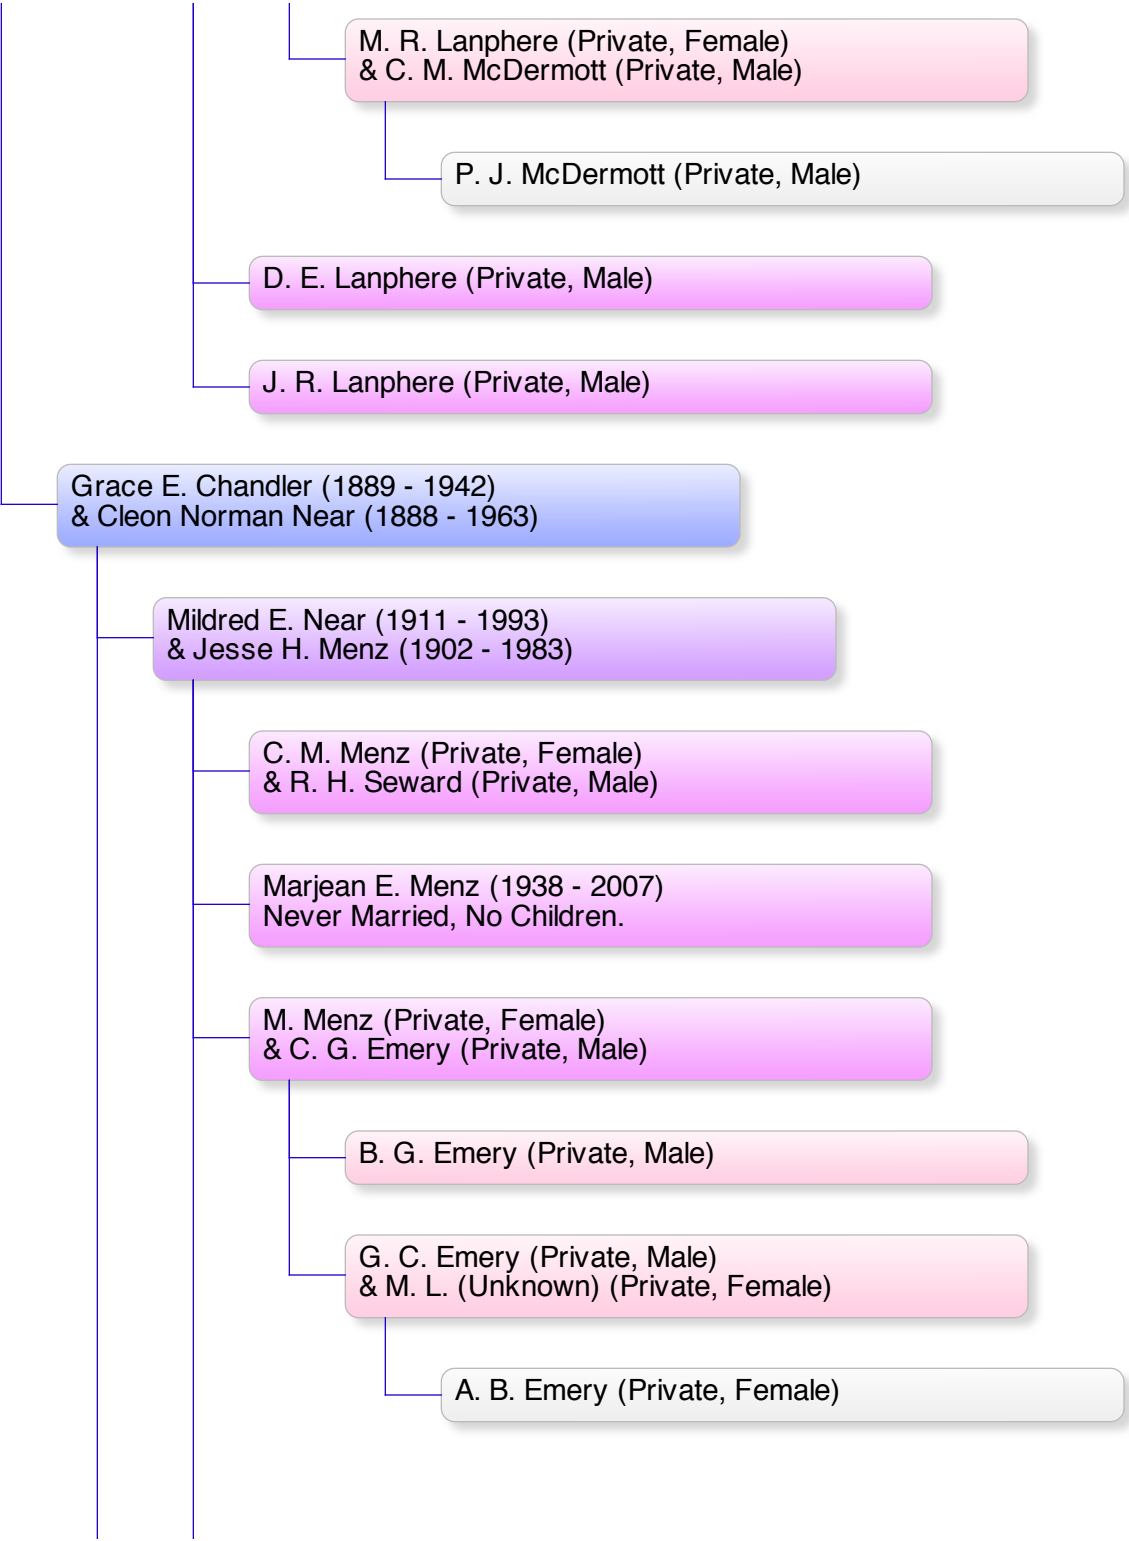 M. R. Lanphere (Private, Female)
& C. M. McDermott (Private, Male)
P. J. McDermott (Private, Male)
D. E. Lanphere (Private, Male)
J. R. Lanphere (Private, Male)
Grace E. Chandler (1889 - 1942)
& Cleon Norman Near (1888 - 1963)
Mildred E. Near (1911 - 1993)
& Jesse H. Menz (1902 - 1983)
C. M. Menz (Private, Female)
& R. H. Seward (Private, Male)
Marjean E. Menz (1938 - 2007)
Never Married, No Children.
M. Menz (Private, Female)
& C. G. Emery (Private, Male)
B. G. Emery (Private, Male)
G. C. Emery (Private, Male)
& M. L. (Unknown) (Private, Female)
A. B. Emery (Private, Female)